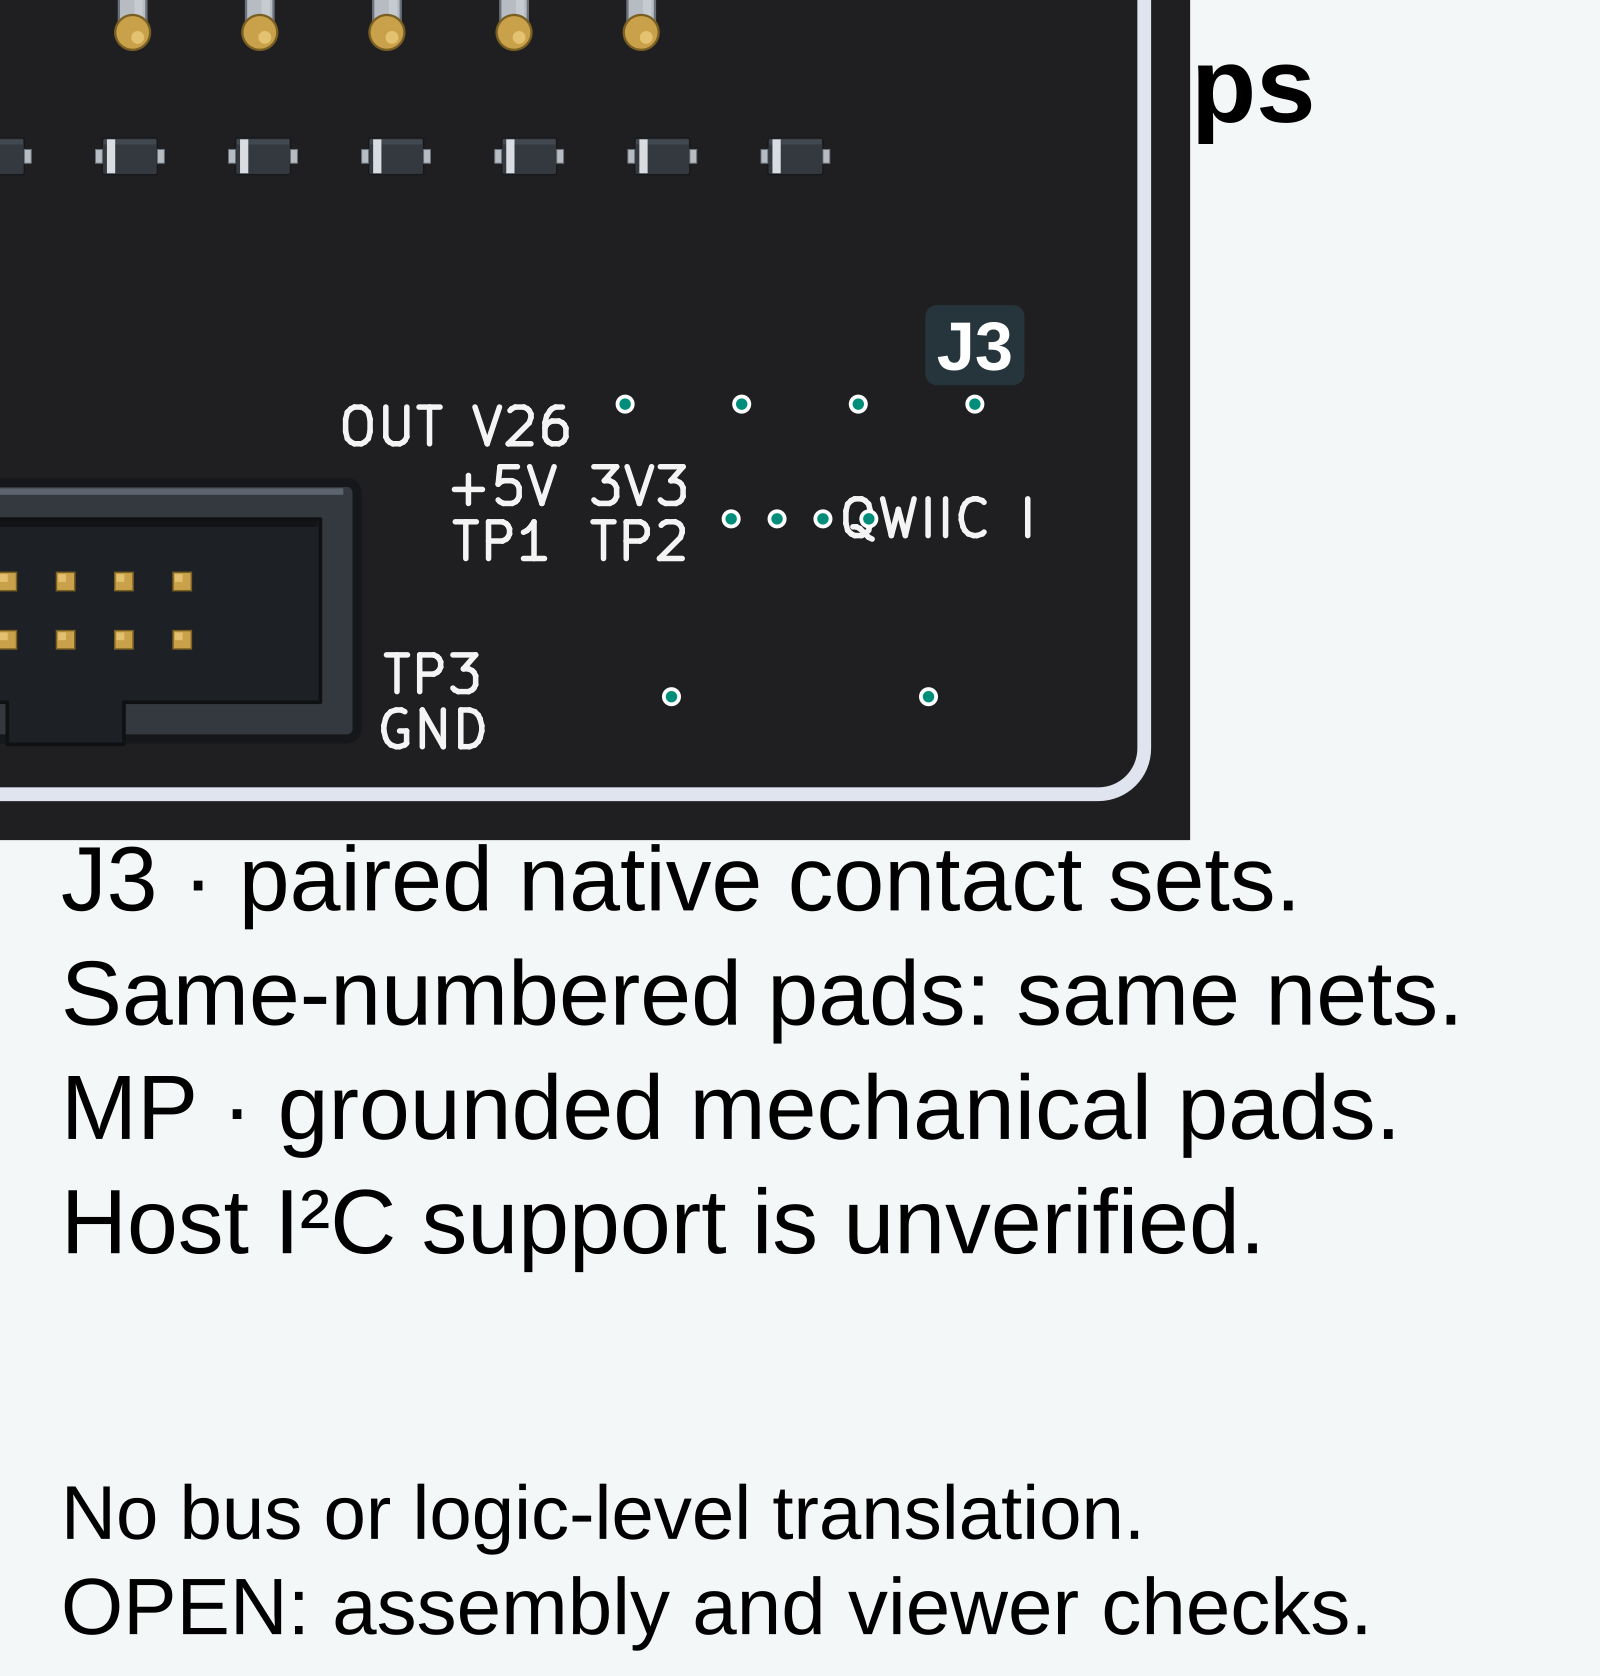 ps
J3
OUT V26
+5V 3V3
TP1 TP2
QWIIC I
TP3
GND
J3 · paired native contact sets.
Same-numbered pads: same nets.
MP · grounded mechanical pads.
Host I²C support is unverified.
No bus or logic-level translation.
OPEN: assembly and viewer checks.